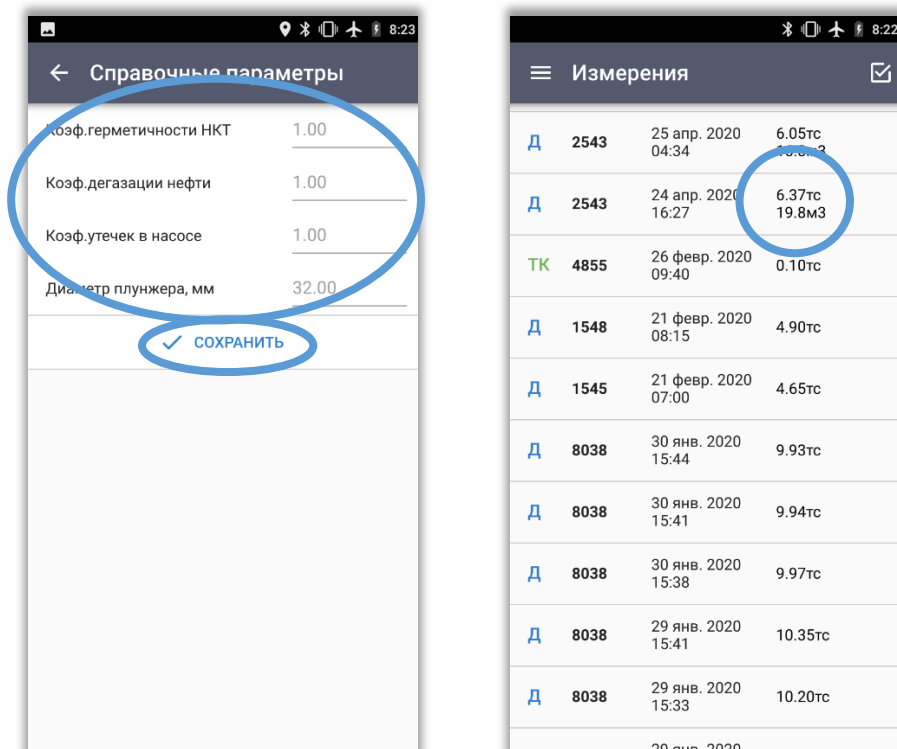 8:23
Справочные параметры
Коэф.герметичности НКТ 1.00
Коэф.дегазации нефти 1.00
Коэф.утечек в насосе 1.00
Диаметр плунжера, мм 32.00
СОХРАНИТЬ
8:22
Измерения
Д 2543 25 апр. 2020 6.05тс
04:34
Д 2543 24 апр. 2020 6.37тс
16:27 19.8м3
ТК 4855 26 февр. 2020 0.10тс
09:40
Д 1548 21 февр. 2020 4.90тс
08:15
Д 1545 21 февр. 2020 4.65тс
07:00
Д 8038 30 янв. 2020 9.93тс
15:44
Д 8038 30 янв. 2020 9.94тс
15:41
Д 8038 30 янв. 2020 9.97тс
15:38
Д 8038 29 янв. 2020 10.35тс
15:41
Д 8038 29 янв. 2020 10.20тс
15:33